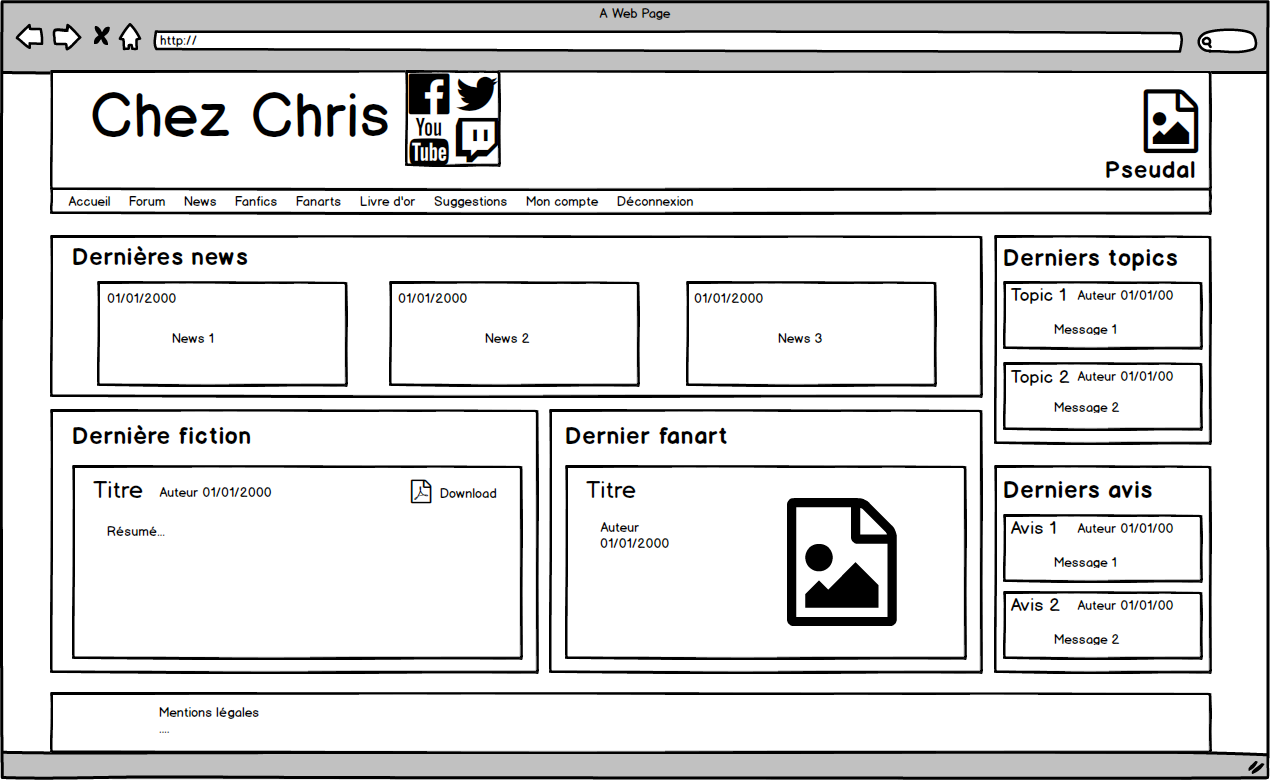 A Web Page
http://
Chez Chris
You
Tube
Pseudal
Accueil Forum News Fanfics Fanarts Livre d'or Suggestions Mon compte Déconnexion
Dernières news
01/01/2000
News 1
01/01/2000
News 2
01/01/2000
News 3
Derniers topics
Topic 1 Auteur 01/01/00
Message 1
Topic 2 Auteur 01/01/00
Message 2
Dernière fiction
Titre Auteur 01/01/2000 Download
Résumé...
Dernier fanart
Titre
Auteur
01/01/2000
Derniers avis
Avis 1 Auteur 01/01/00
Message 1
Avis 2 Auteur 01/01/00
Message 2
Mentions légales
....